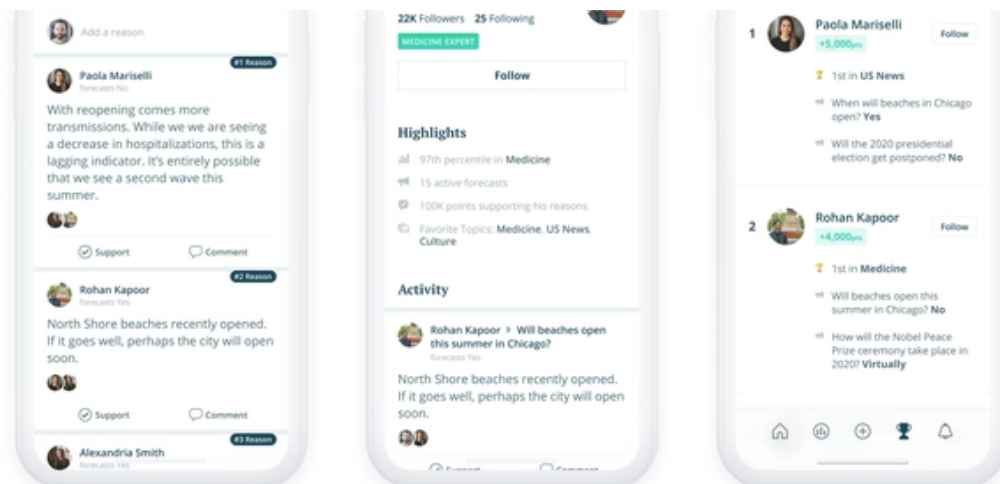 Add a reason
#1 Reason
Paola Mariselli
forecasts No
With reopening comes more
transmissions. While we we are seeing
a decrease in hospitalizations, this is a
lagging indicator. It's entirely possible
that we see a second wave this
summer.
Support Comment
#2 Reason
Rohan Kapoor
forecasts Yes
North Shore beaches recently opened.
If it goes well, perhaps the city will open
soon.
Support Comment
#3 Reason
Alexandria Smith
forecasts Yes
22K Followers 25 Following
MEDICINE EXPERT
Follow
Highlights
97th percentile in Medicine
15 active forecasts
100K points supporting his reasons
Favorite Topics: Medicine, US News,
Culture
Activity
Rohan Kapoor Will beaches open
this summer in Chicago?
forecasts Yes
North Shore beaches recently opened.
If it goes well, perhaps the city will open
soon.
Support Comment
1 Paola Mariselli
+5,000pts
Follow
1st in US News
When will beaches in Chicago
open? Yes
Will the 2020 presidential
election get postponed? No
2 Rohan Kapoor
+4,000pts
Follow
1st in Medicine
Will beaches open this
summer in Chicago? No
How will the Nobel Peace
Prize ceremony take place in
2020? Virtually